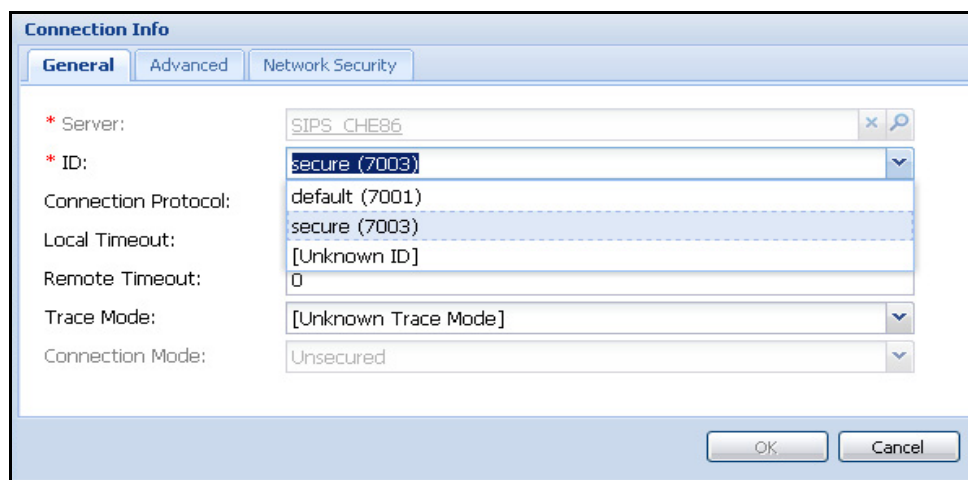 Connection Info
General Advanced Network Security
* Server: SIPS_CHE86
* ID: secure (7003)
default (7001)
Connection Protocol:
secure (7003)
Local Timeout:
[Unknown ID]
Remote Timeout: 0
Trace Mode: [Unknown Trace Mode]
Connection Mode: Unsecured
OK Cancel